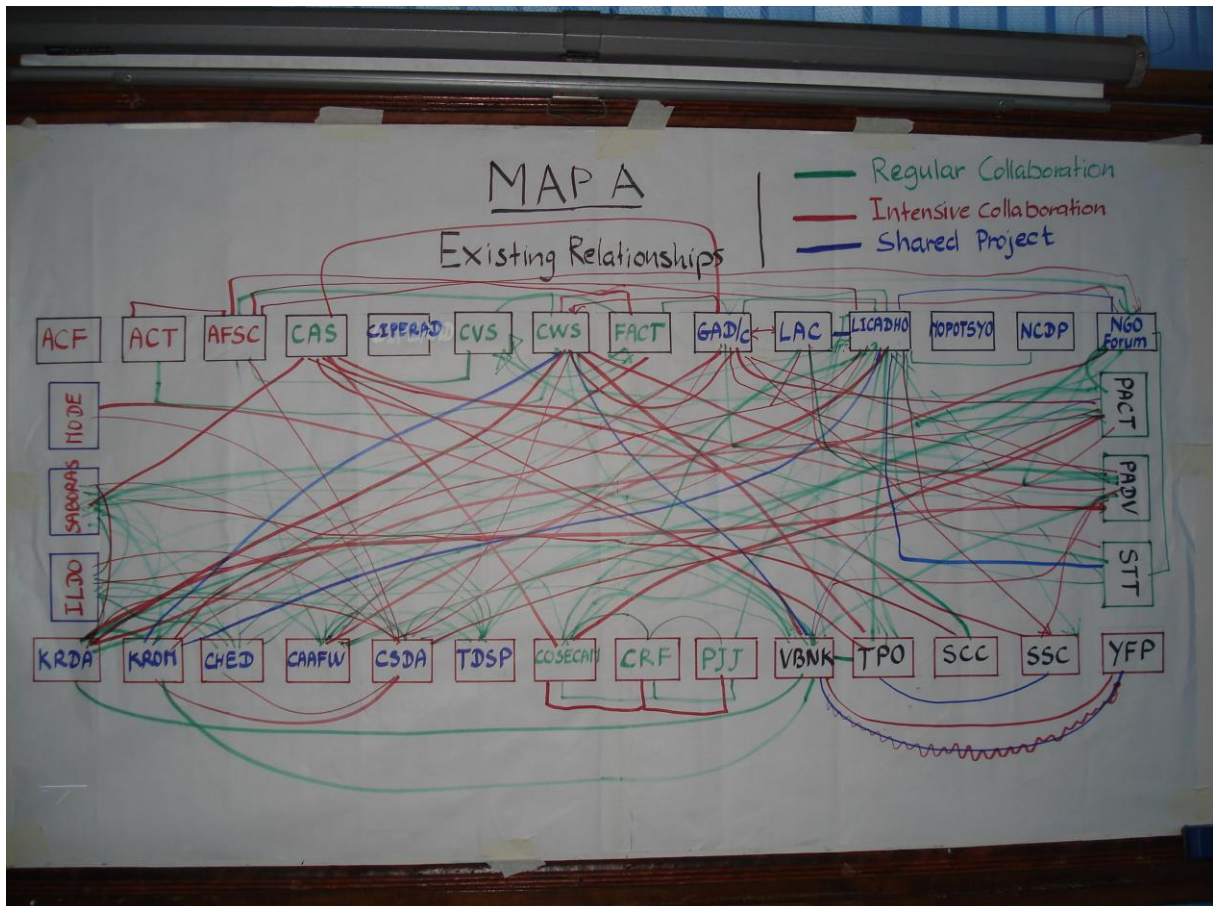 MAP A
Existing Relationships
Regular Collaboration
Intensive Collaboration
Shared Project
ACF
ACT
AFSC
CAS
CIPERAD
CVS
CWS
FACT
GAD/C
LAC
LICADHO
MOPOTSYO
NCDP
NGO
Forum
MODE
SABORAS
ILDO
PACT
PADV
STT
KRDA
KROM
CHED
CAAFW
CSDA
TDSP
COSECAM
CRF
PJJ
VBNK
TPO
SCC
SSC
YFP